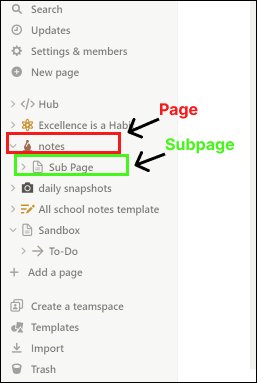 Search
Updates
Settings & members
New page
</> Hub
Excellence is a Hab
Page
notes
Subpage
Sub Page
daily snapshots
All school notes template
Sandbox
To-Do
Add a page
Create a teamspace
Templates
Import
Trash